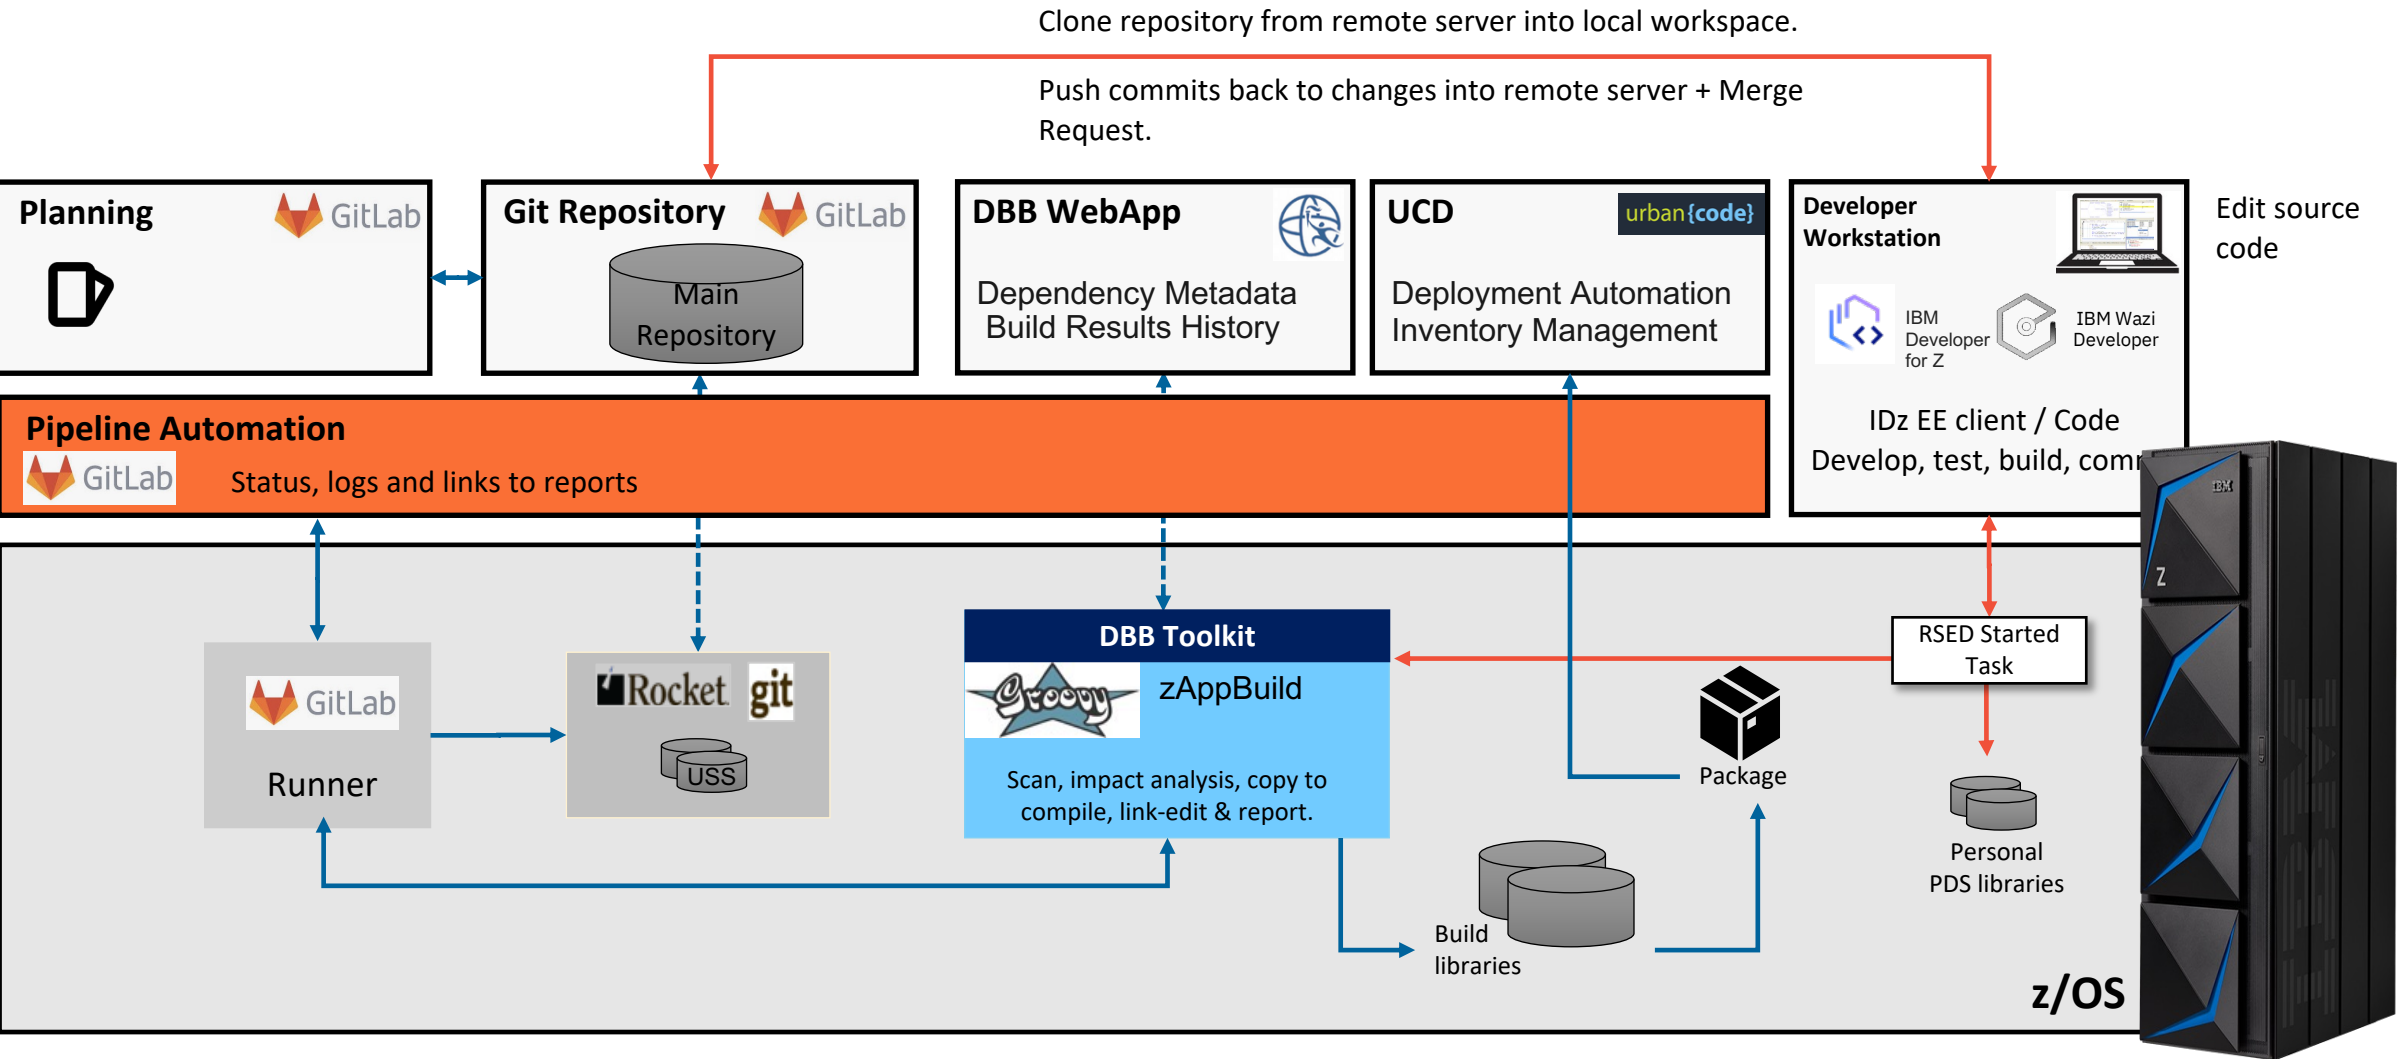 Clone repository from remote server into local workspace.
Push commits back to changes into remote server + Merge
Request.
Planning
GitLab
Git Repository
GitLab
Main
Repository
DBB WebApp
Dependency Metadata
Build Results History
UCD
urban{code}
Deployment Automation
Inventory Management
Developer
Workstation
IBM
Developer
for Z
IBM Wazi
Developer
IDz EE client / Code
Develop, test, build, comm
Edit source
code
Pipeline Automation
GitLab
Status, logs and links to reports
GitLab
Runner
Rocket
git
USS
DBB Toolkit
Groovy
zAppBuild
Scan, impact analysis, copy to
compile, link-edit & report.
Build
libraries
Package
RSED Started
Task
Personal
PDS libraries
z/OS
IBM
Z